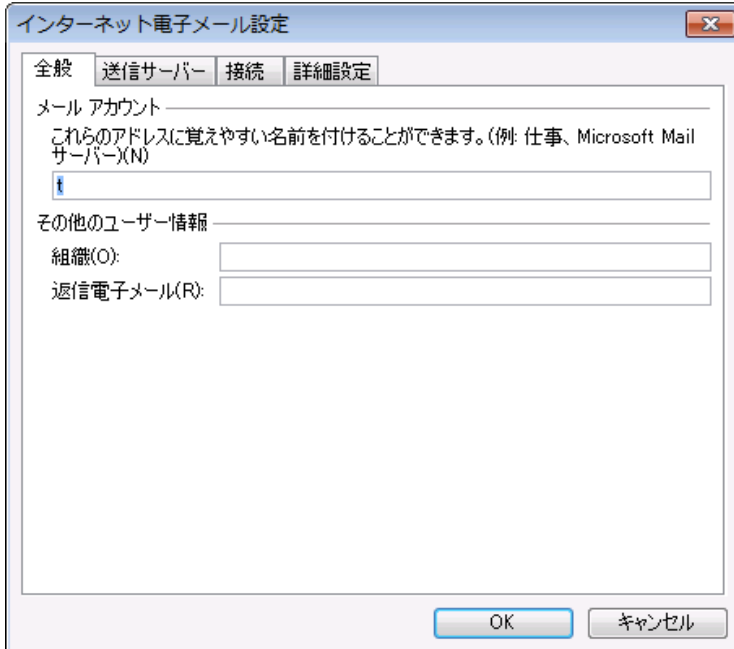 インターネット電子メール設定
全般 送信サーバー 接続 詳細設定
メール アカウント
これらのアドレスに覚えやすい名前を付けることができます。(例: 仕事、Microsoft Mail
サーバー)(N)
t
その他のユーザー情報
組織(O):
返信電子メール(R):
OK キャンセル